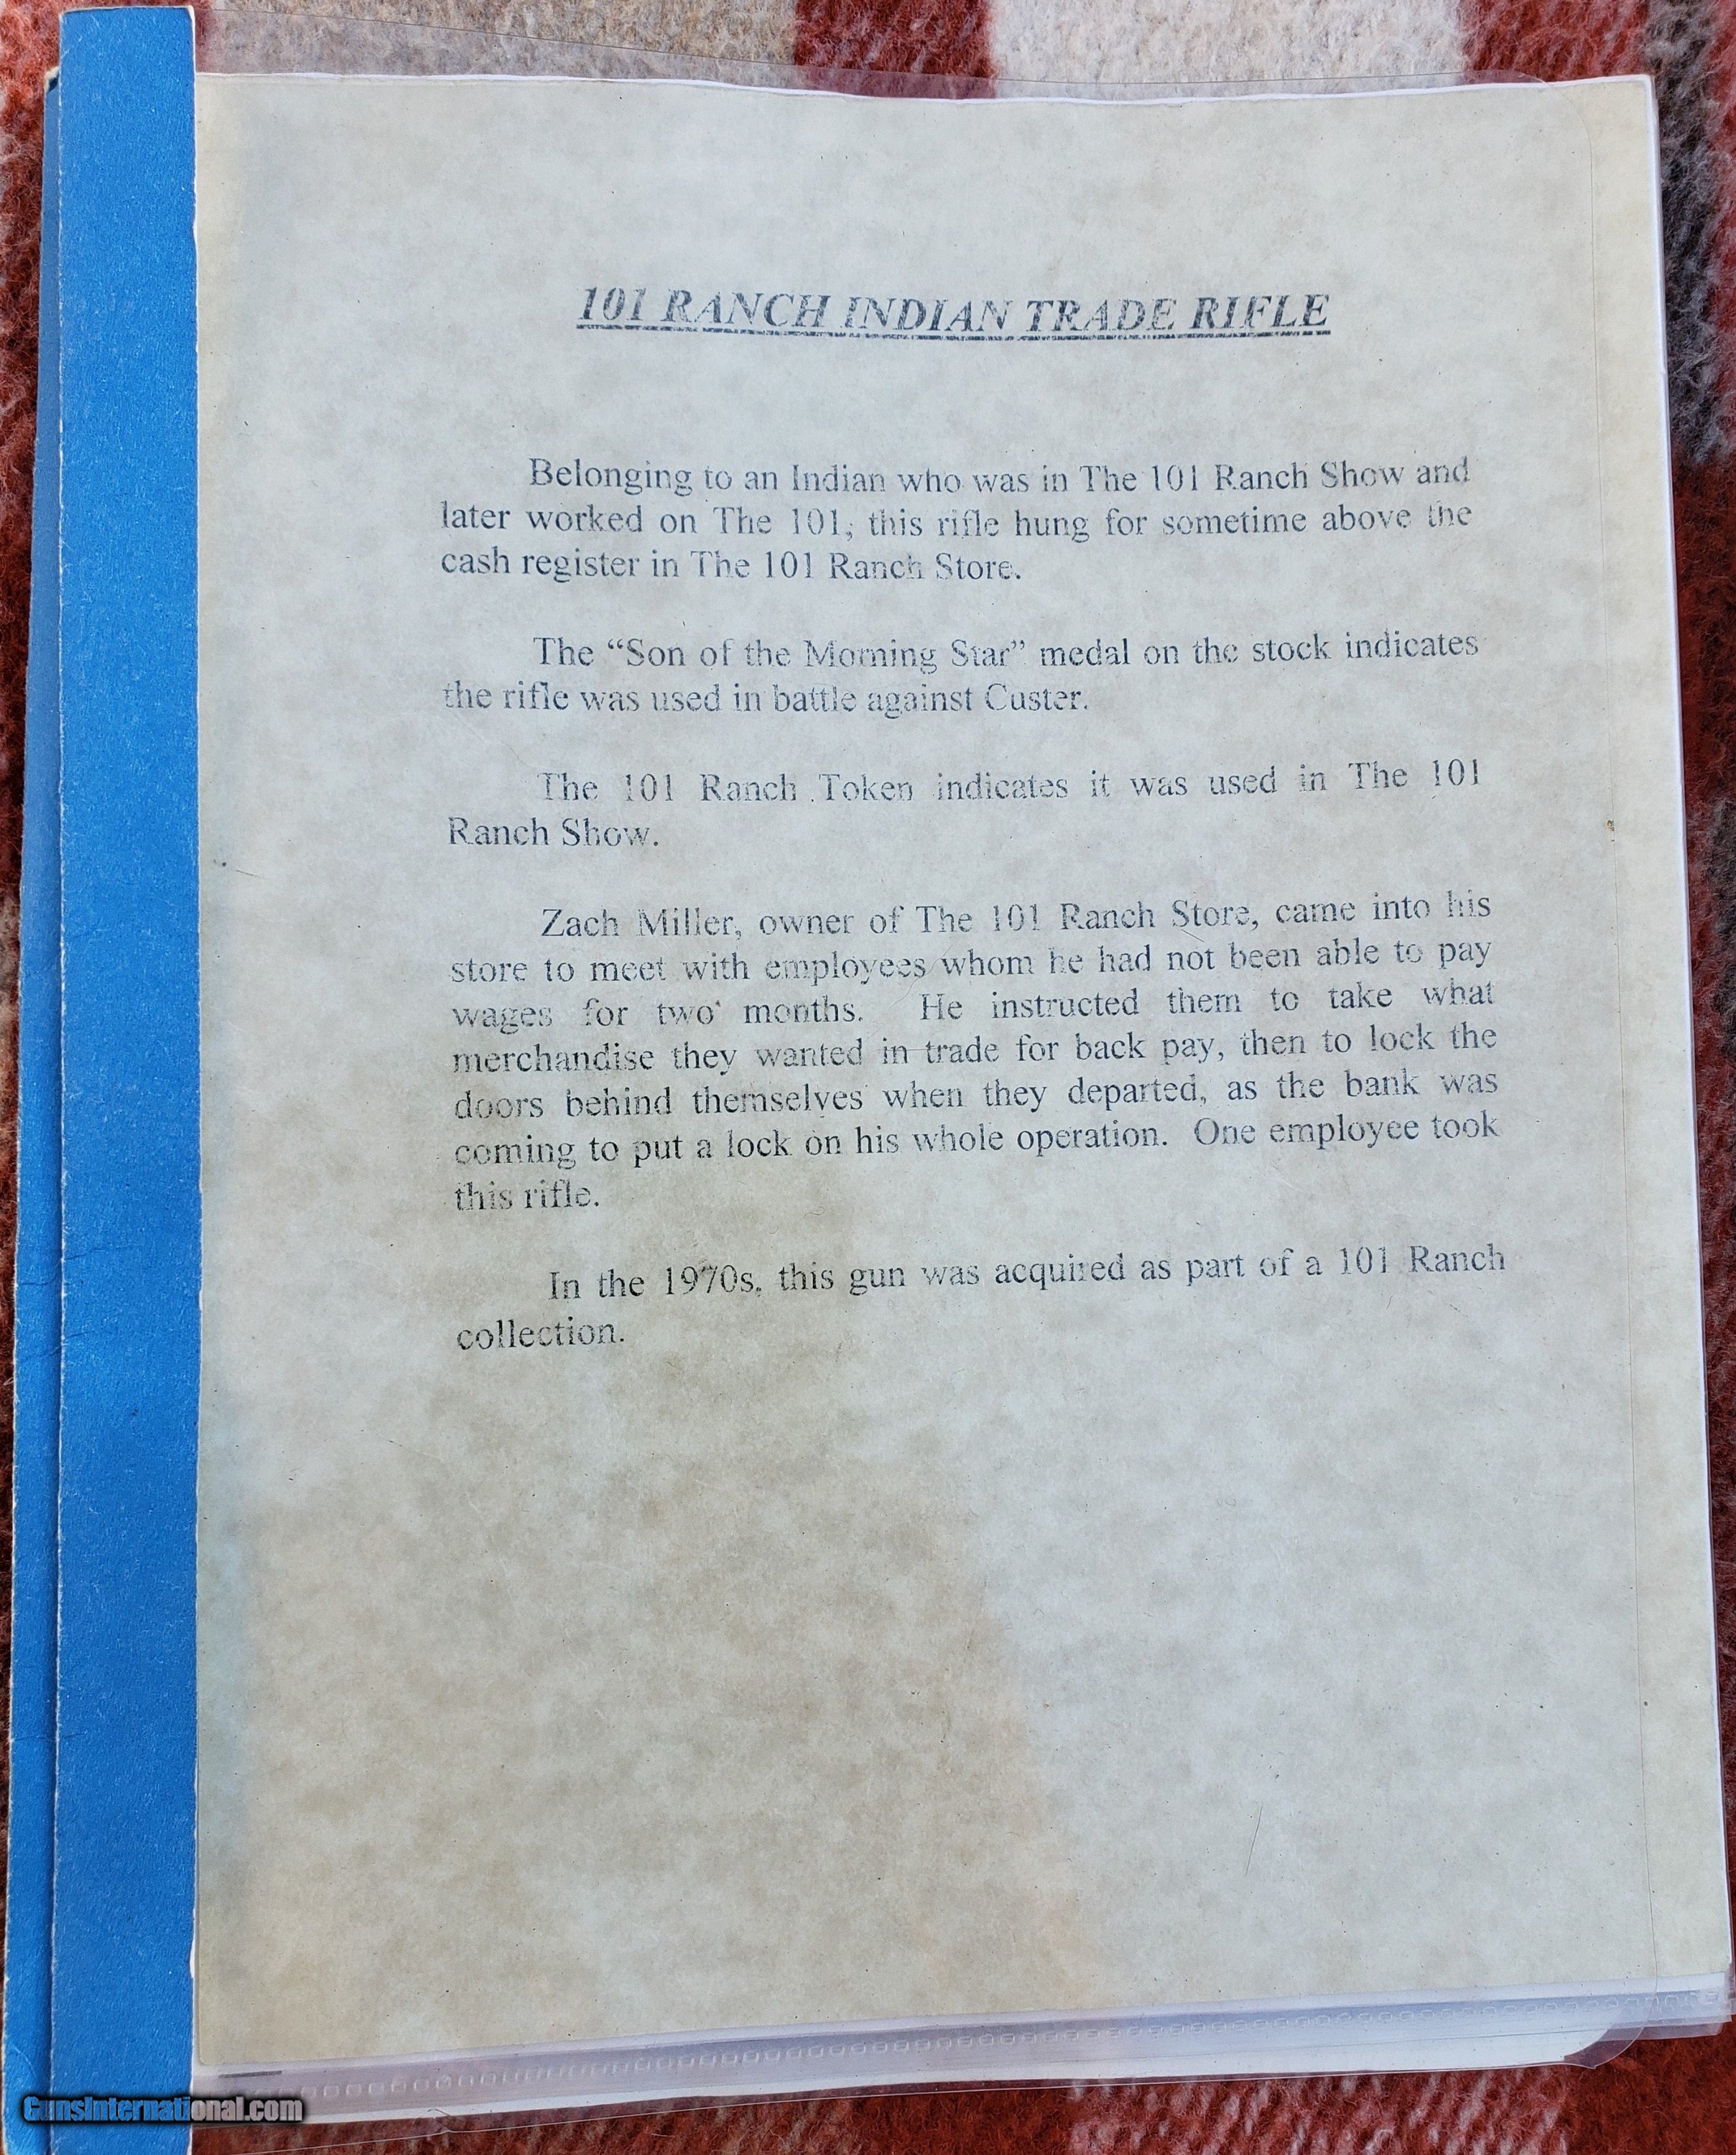 101 RANCH INDIAN TRADE RIFLE
Belonging to an Indian who was in The 101 Ranch Show and
later worked on The 101, this rifle hung for sometime above the
cash register in The 101 Ranch Store.
The “Son of the Morning Star” medal on the stock indicates
the rifle was used in battle against Custer.
The 101 Ranch Token indicates it was used in The 101
Ranch Show.
Zach Miller, owner of The 101 Ranch Store, came into his
store to meet with employees whom he had not been able to pay
wages for two months. He instructed them to take what
merchandise they wanted in trade for back pay, then to lock the
doors behind themselves when they departed, as the bank was
coming to put a lock on his whole operation. One employee took
this rifle.
In the 1970s, this gun was acquired as part of a 101 Ranch
collection.
GunsInternational.com